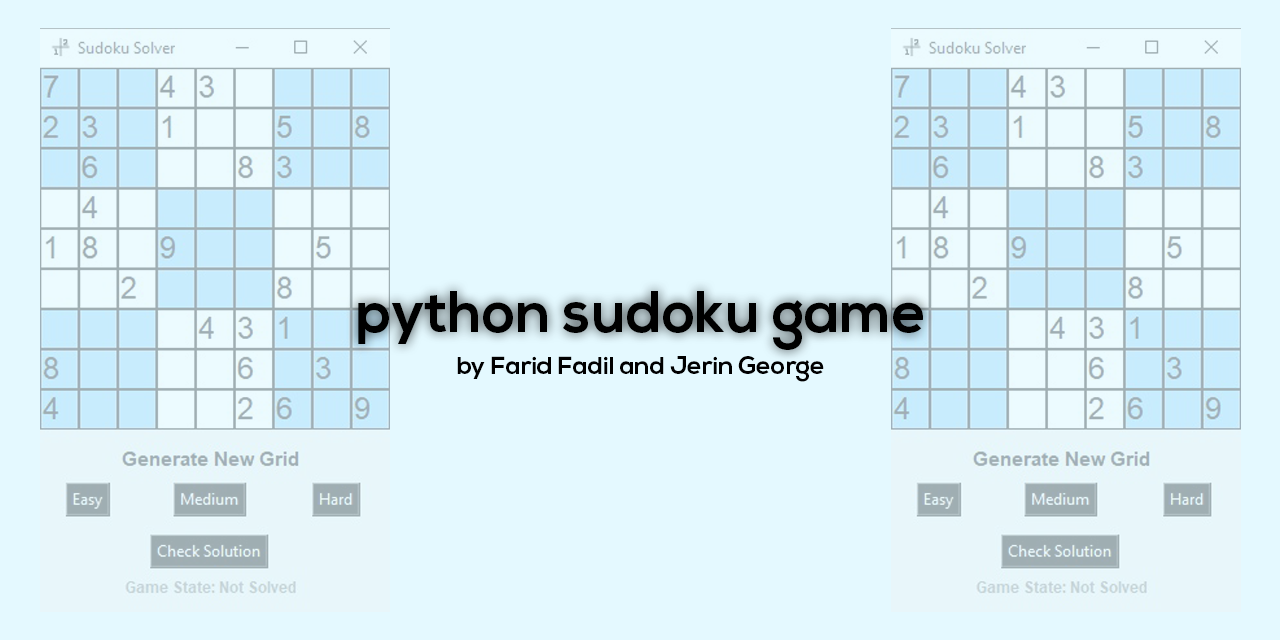 Sudoku Solver
7 4 3
2 3 1 5 8
6 8 3
4
1 8 9 5
2 8
4 3 1
8 6 3
4 2 6 9
Generate New Grid
Easy Medium Hard
Check Solution
Game State: Not Solved
python sudoku game
by Farid Fadil and Jerin George
Sudoku Solver
7 4 3
2 3 1 5 8
6 8 3
4
1 8 9 5
2 8
4 3 1
8 6 3
4 2 6 9
Generate New Grid
Easy Medium Hard
Check Solution
Game State: Not Solved